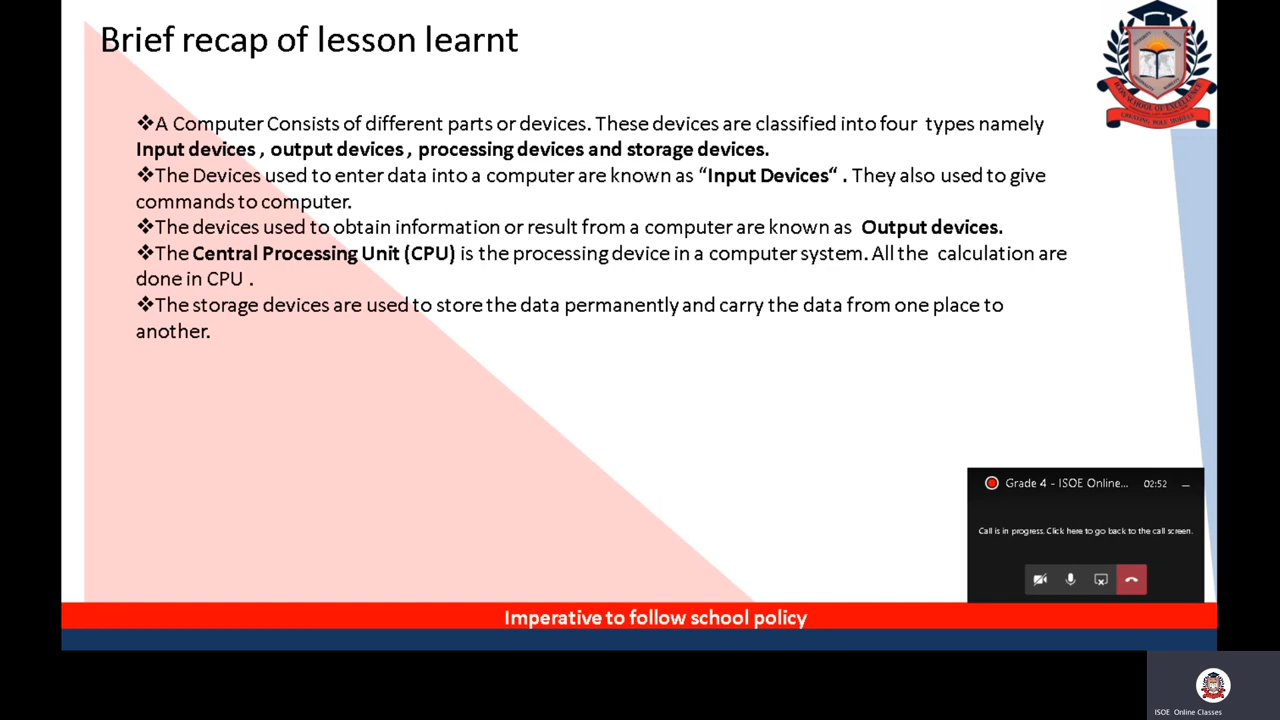 Brief recap of lesson learnt
❖A Computer Consists of different parts or devices. These devices are classified into four types namely
Input devices , output devices , processing devices and storage devices.
❖The Devices used to enter data into a computer are known as “Input Devices“ . They also used to give
commands to computer.
❖The devices used to obtain information or result from a computer are known as Output devices.
❖The Central Processing Unit (CPU) is the processing device in a computer system. All the calculation are
done in CPU .
❖The storage devices are used to store the data permanently and carry the data from one place to
another.
Grade 4 - ISOE Online... 02:52
Call is in progress. Click here to go back to the call screen.
Imperative to follow school policy
ISOE Online Classes